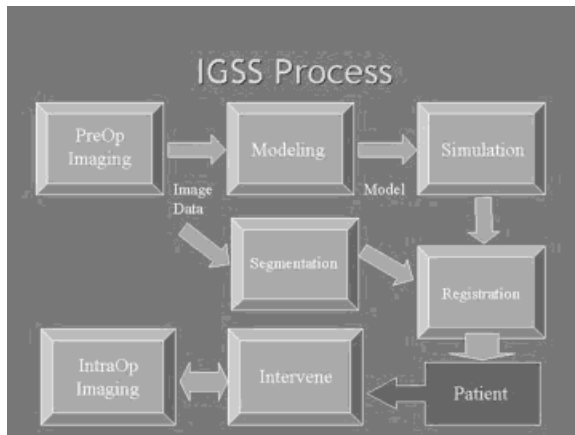 IGSS Process
PreOp
Imaging
Modeling
Simulation
Image
Data
Model
Segmentation
Registration
IntraOp
Imaging
Intervene
Patient